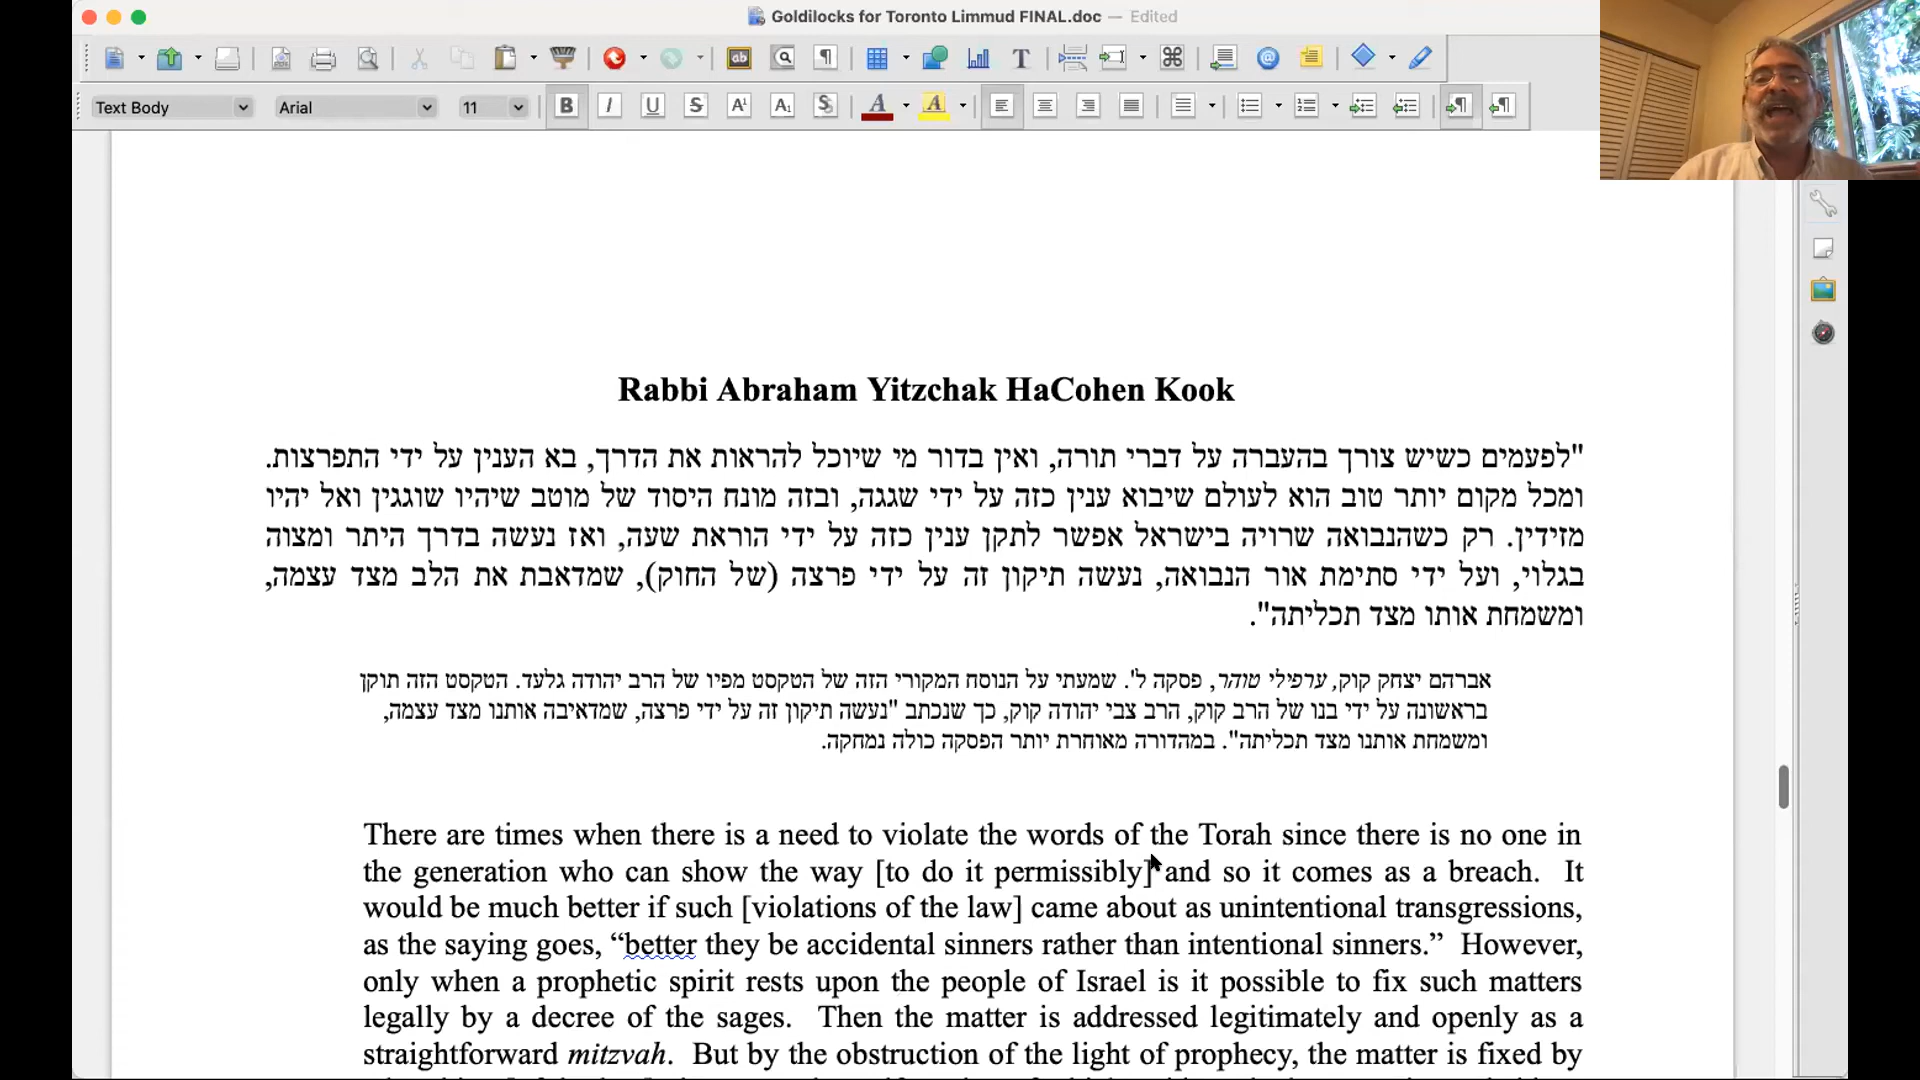 Goldilocks for Toronto Limmud FINAL.doc — Edited
Text Body Arial 11
Rabbi Abraham Yitzchak HaCohen Kook
"לפעמים כשיש צורך בהעברה על דברי תורה, ואין בדור מי שיוכל להראות את הדרך, בא הענין על ידי התפרצות.
ומכל מקום יותר טוב הוא לעולם שיבוא ענין כזה על ידי שגגה, ובזה מונח היסוד של מוטב שיהיו שוגגין ואל יהיו
מזידין. רק כשהנבואה שרויה בישראל אפשר לתקן ענין כזה על ידי הוראת שעה, ואז נעשה בדרך היתר ומצוה
בגלוי, ועל ידי סתימת אור הנבואה, נעשה תיקון זה על ידי פרצה (של החוק), שמדאבת את הלב מצד עצמה,
ומשמחת אותו מצד תכליתה".
אברהם יצחק קוק, ערפילי טוהר, פסקה ל'. שמעתי על הנוסח המקורי הזה של הטקסט מפיו של הרב יהודה גלעד. הטקסט הזה תוקן
בראשונה על ידי בנו של הרב קוק, הרב צבי יהודה קוק, כך שנכתב "נעשה תיקון זה על ידי פרצה, שמדאיבה אותנו מצד עצמה,
ומשמחת אותנו מצד תכליתה". במהדורה מאוחרת יותר הפסקה כולה נמחקה.
There are times when there is a need to violate the words of the Torah since there is no one in
the generation who can show the way [to do it permissibly] and so it comes as a breach. It
would be much better if such [violations of the law] came about as unintentional transgressions,
as the saying goes, “better they be accidental sinners rather than intentional sinners.” However,
only when a prophetic spirit rests upon the people of Israel is it possible to fix such matters
legally by a decree of the sages. Then the matter is addressed legitimately and openly as a
straightforward mitzvah. But by the obstruction of the light of prophecy, the matter is fixed by